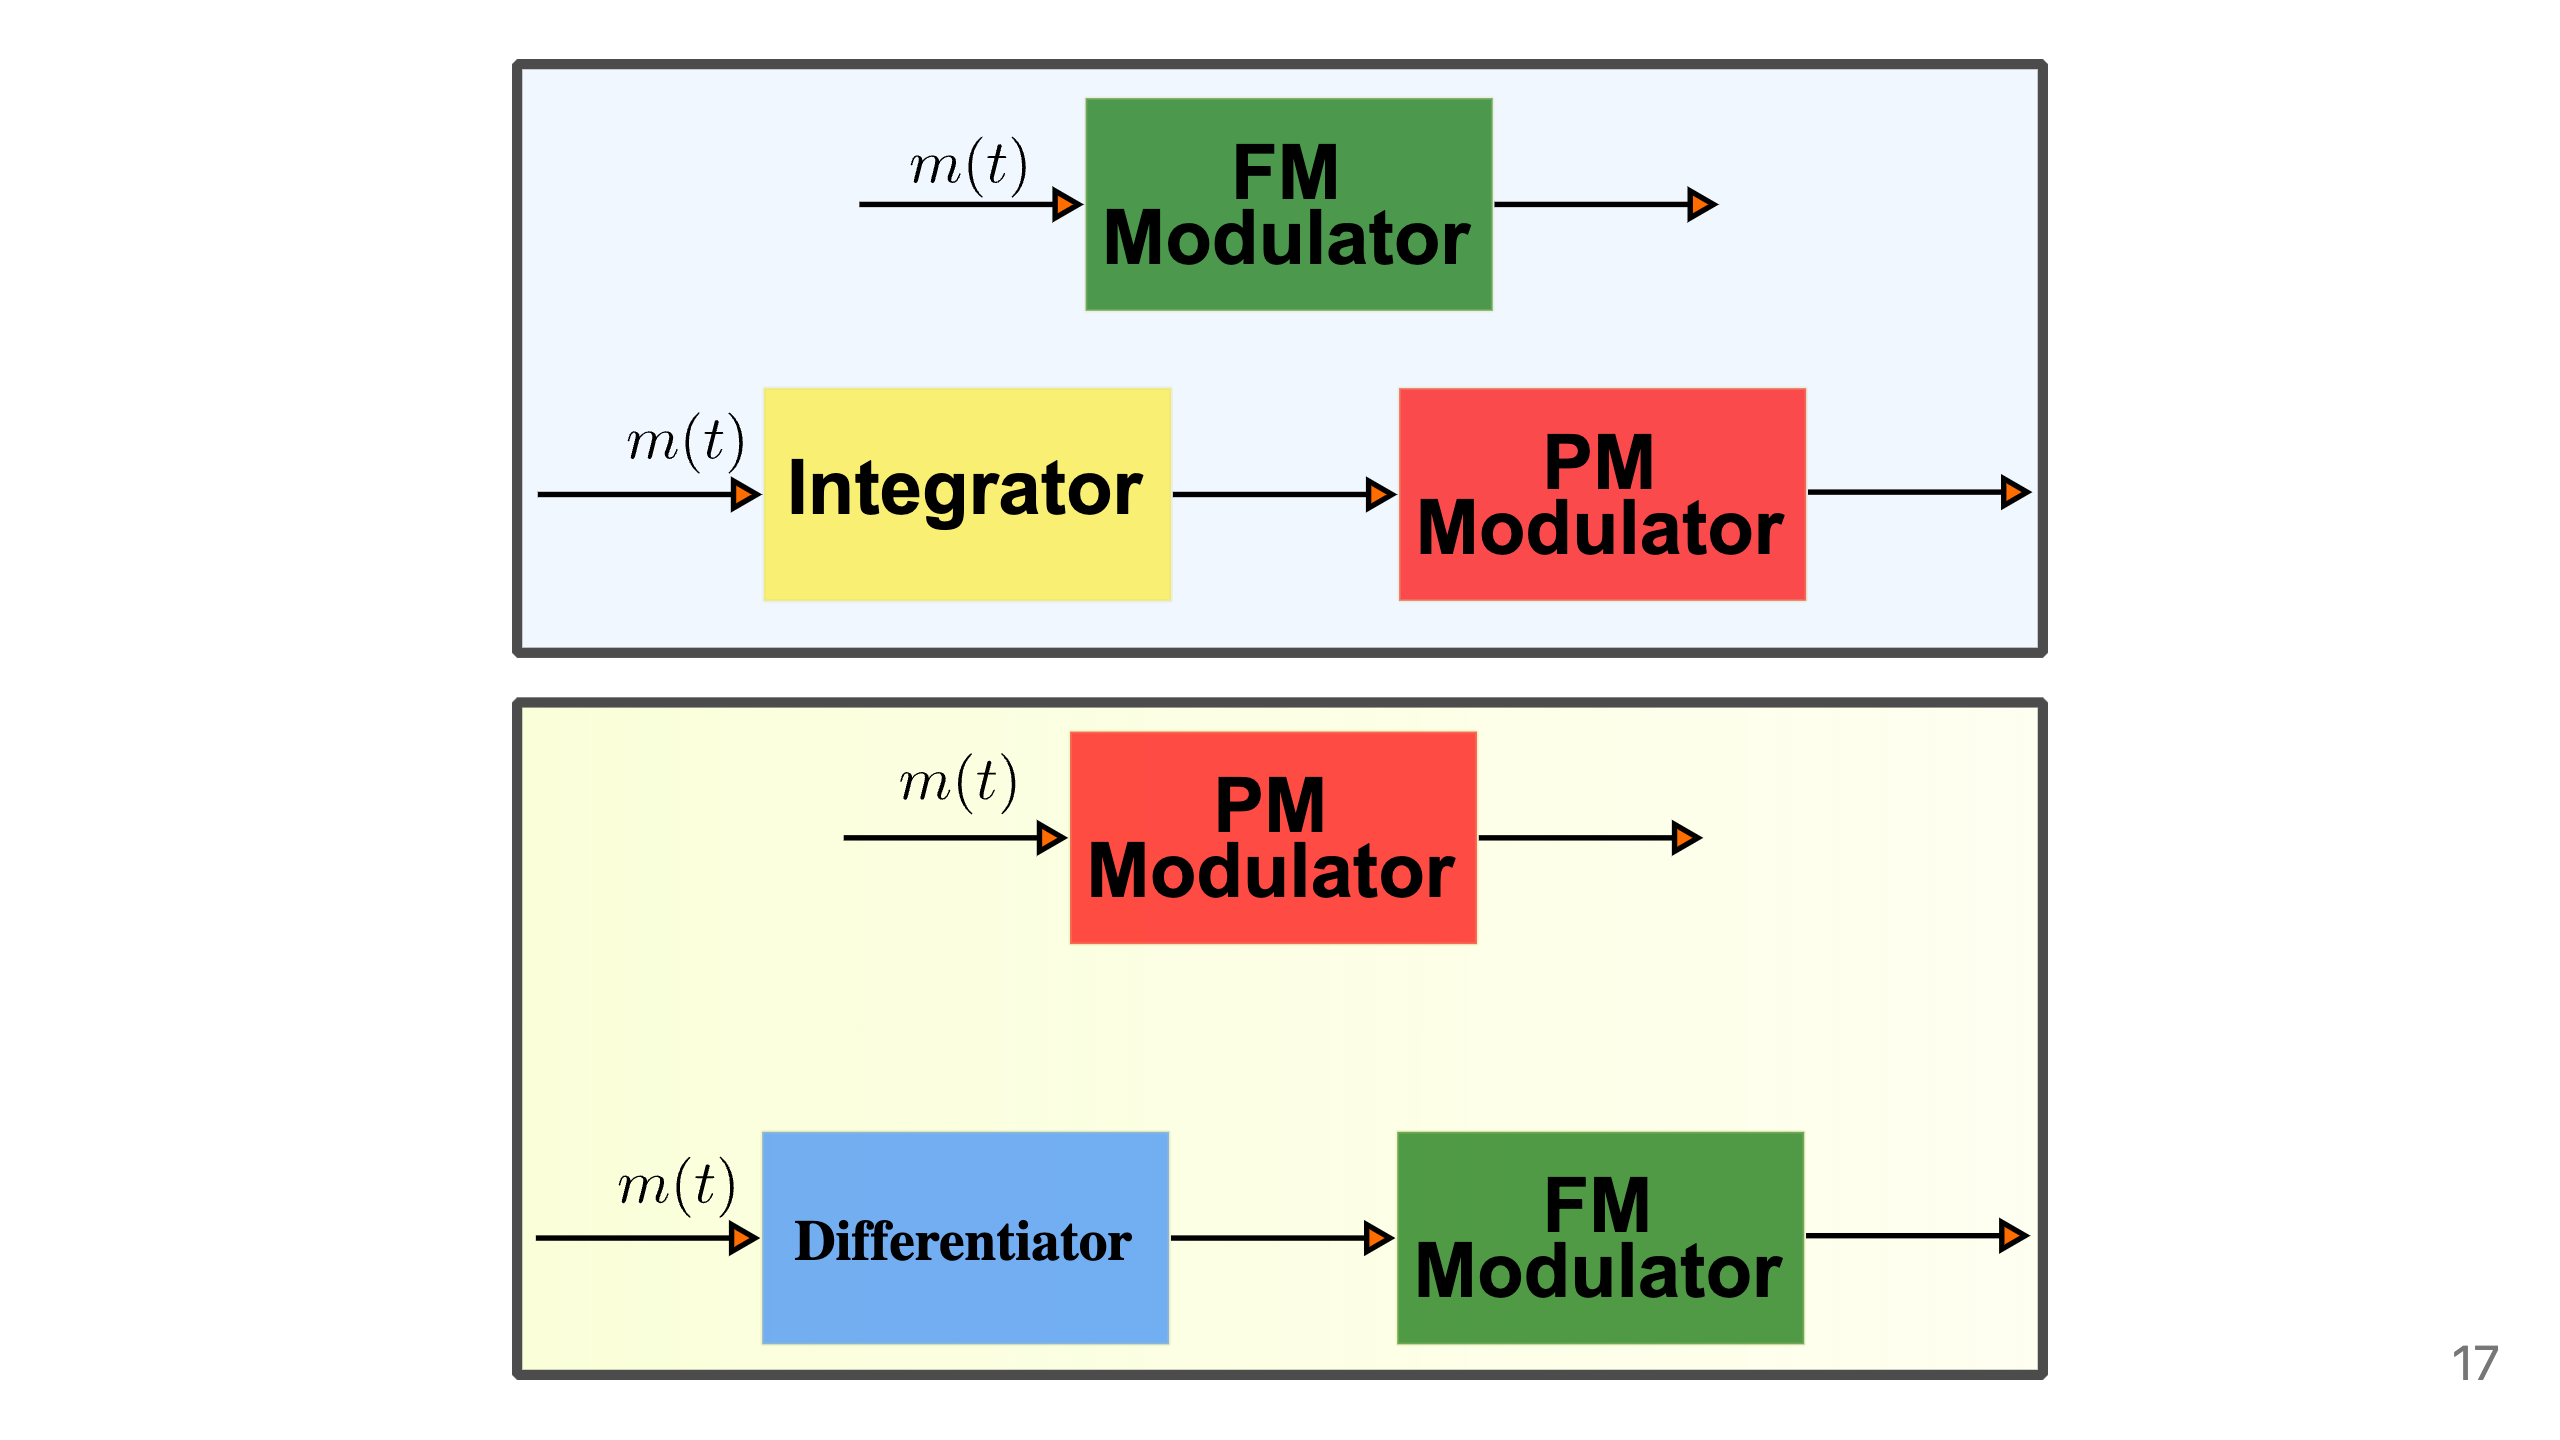 m(t)
FM
Modulator
m(t)
Integrator
PM
Modulator
m(t)
PM
Modulator
m(t)
Differentiator
FM
Modulator
17